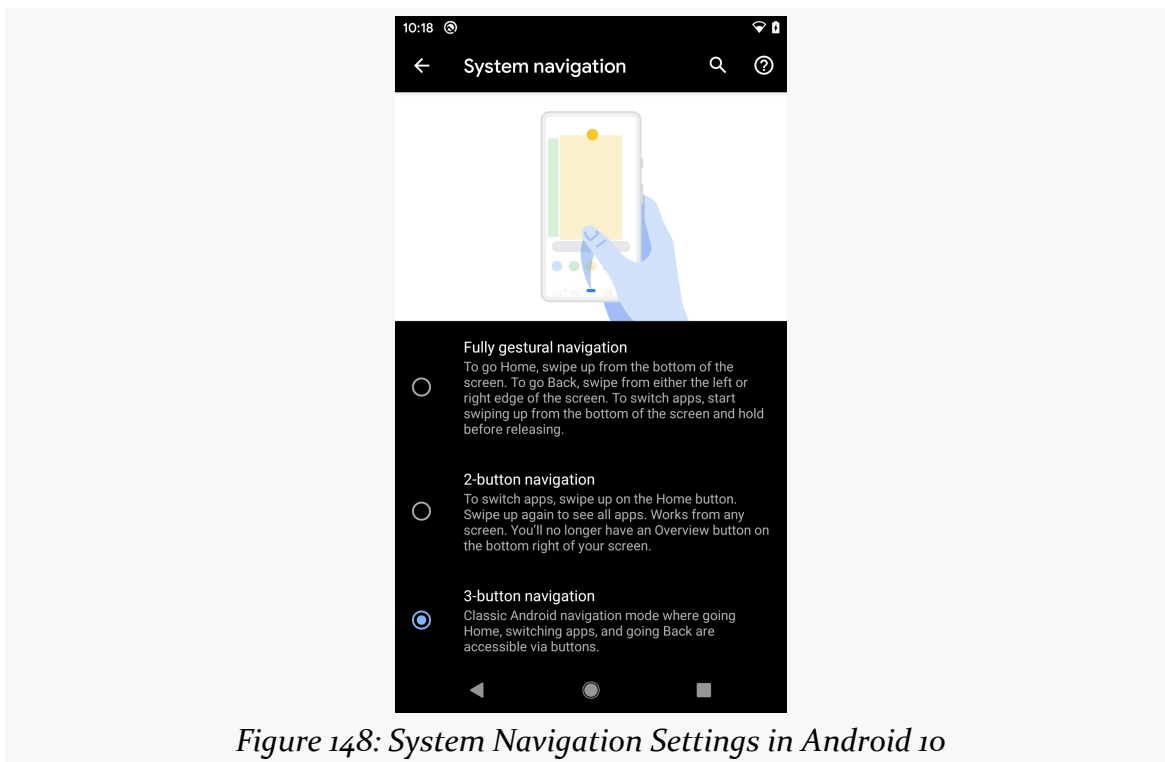 10:18
System navigation
Fully gestural navigation
To go Home, swipe up from the bottom of the
screen. To go Back, swipe from either the left or
right edge of the screen. To switch apps, start
swiping up from the bottom of the screen and hold
before releasing.
2-button navigation
To switch apps, swipe up on the Home button.
Swipe up again to see all apps. Works from any
screen. You'll no longer have an Overview button on
the bottom right of your screen.
3-button navigation
Classic Android navigation mode where going
Home, switching apps, and going Back are
accessible via buttons.
Figure 148: System Navigation Settings in Android 10